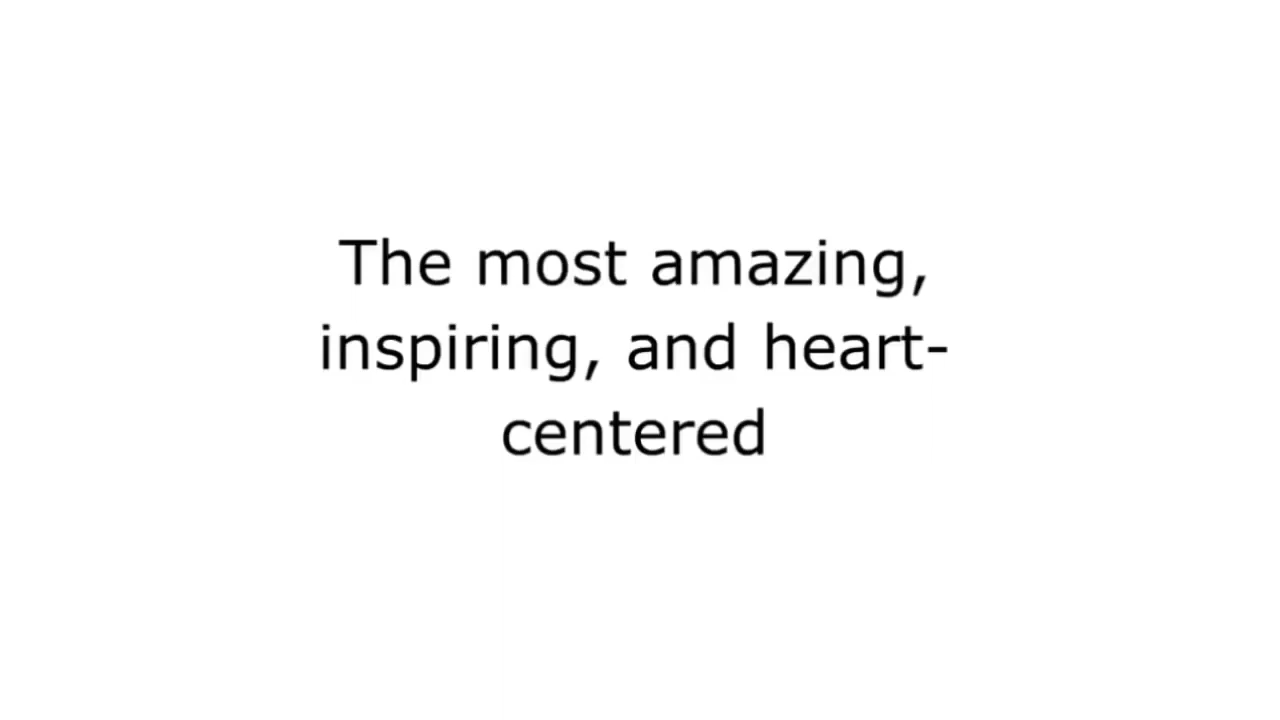 The most amazing,
inspiring, and heart-
centered